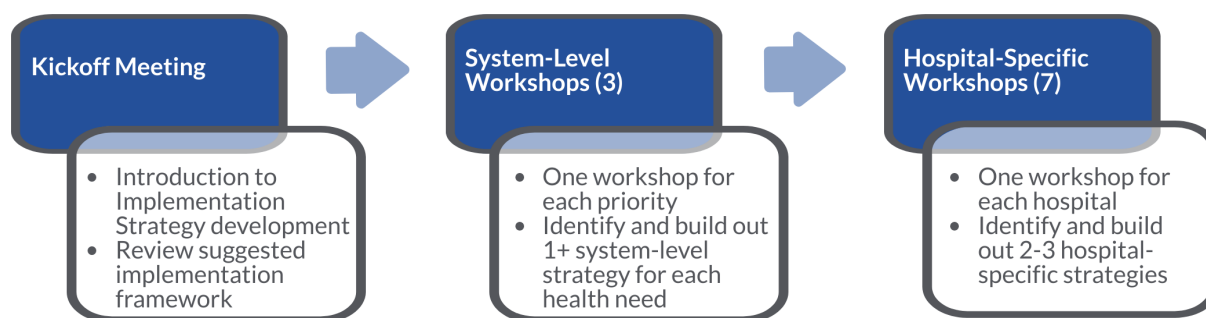 Kickoff Meeting
• Introduction to
Implementation
Strategy development
• Review suggested
implementation
framework
System-Level
Workshops (3)
• One workshop for
each priority
• Identify and build out
1+ system-level
strategy for each
health need
Hospital-Specific
Workshops (7)
• One workshop for
each hospital
• Identify and build
out 2-3 hospital-
specific strategies